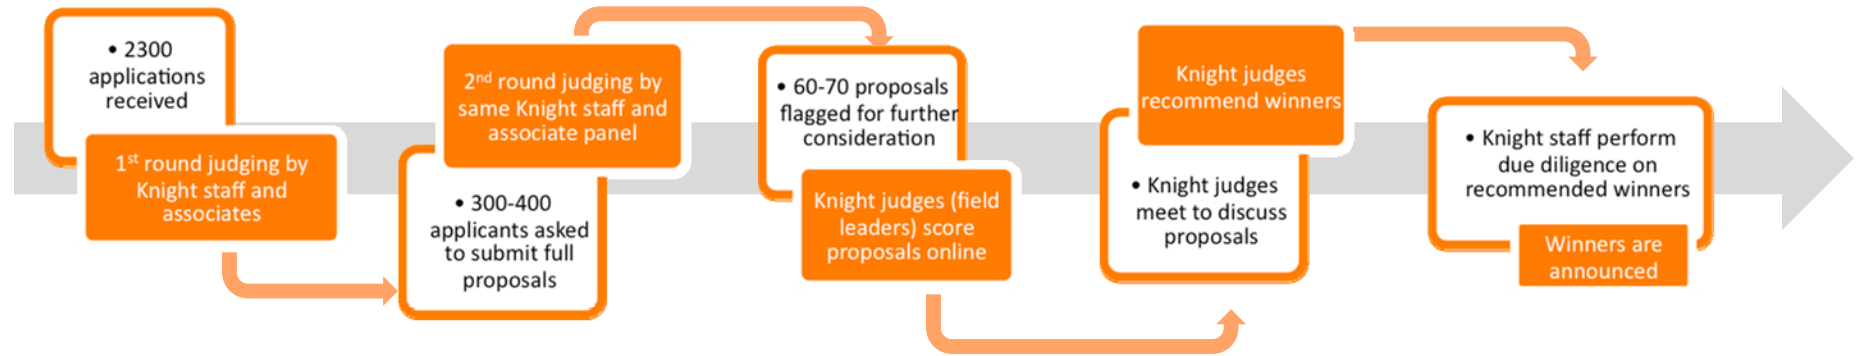 • 2300
applications
received
1st round judging by
Knight staff and
associates
2nd round judging by
same Knight staff and
associate panel
• 300-400
applicants asked
to submit full
proposals
• 60-70 proposals
flagged for further
consideration
Knight judges (field
leaders) score
proposals online
Knight judges
recommend winners
• Knight judges
meet to discuss
proposals
• Knight staff perform
due diligence on
recommended winners
Winners are
announced